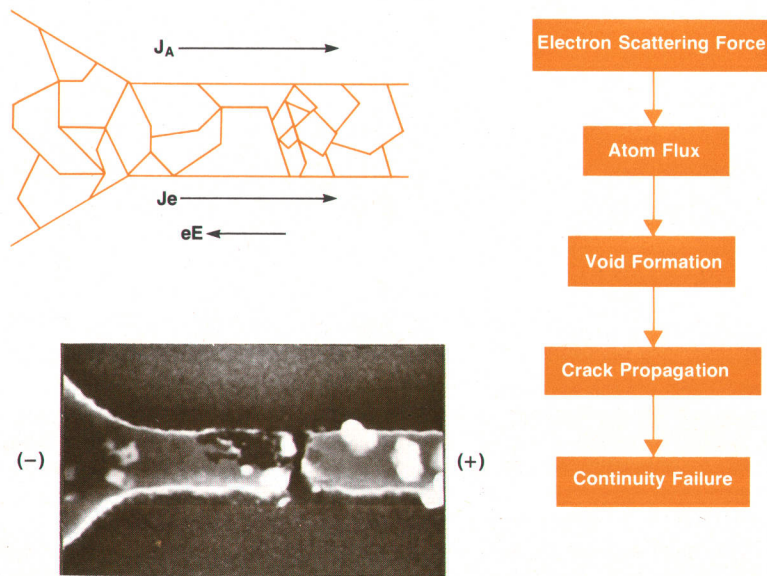 J_A
Je
eE
(−)
(+)
Electron Scattering Force
Atom Flux
Void Formation
Crack Propagation
Continuity Failure